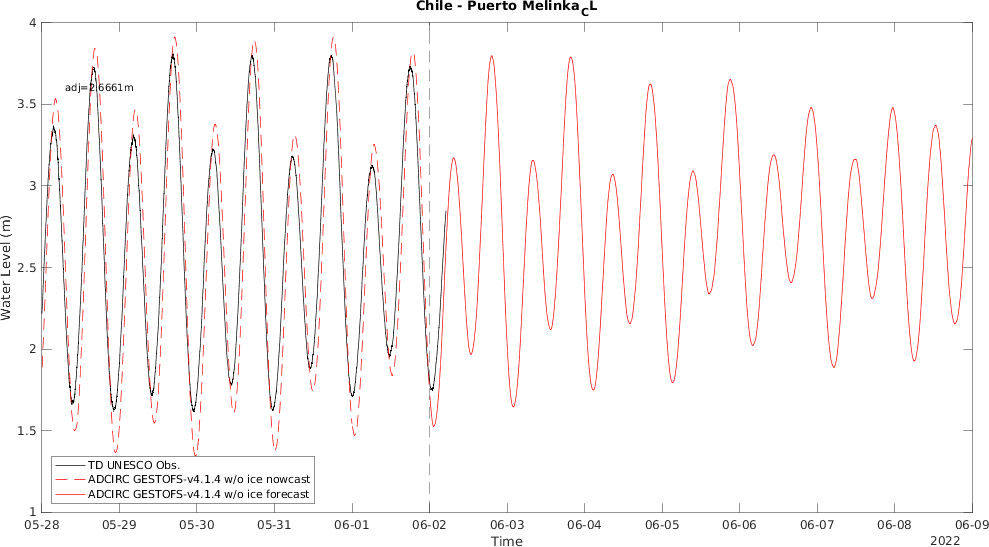 Chile - Puerto Melinka_CL
4
adj=2.6661m
3.5
3
Water Level (m)
2.5
2
1.5
TD UNESCO Obs.
ADCIRC GESTOFS-v4.1.4 w/o ice nowcast
ADCIRC GESTOFS-v4.1.4 w/o ice forecast
1
05-28 05-29 05-30 05-31 06-01 06-02 06-03 06-04 06-05 06-06 06-07 06-08 06-09
Time
2022